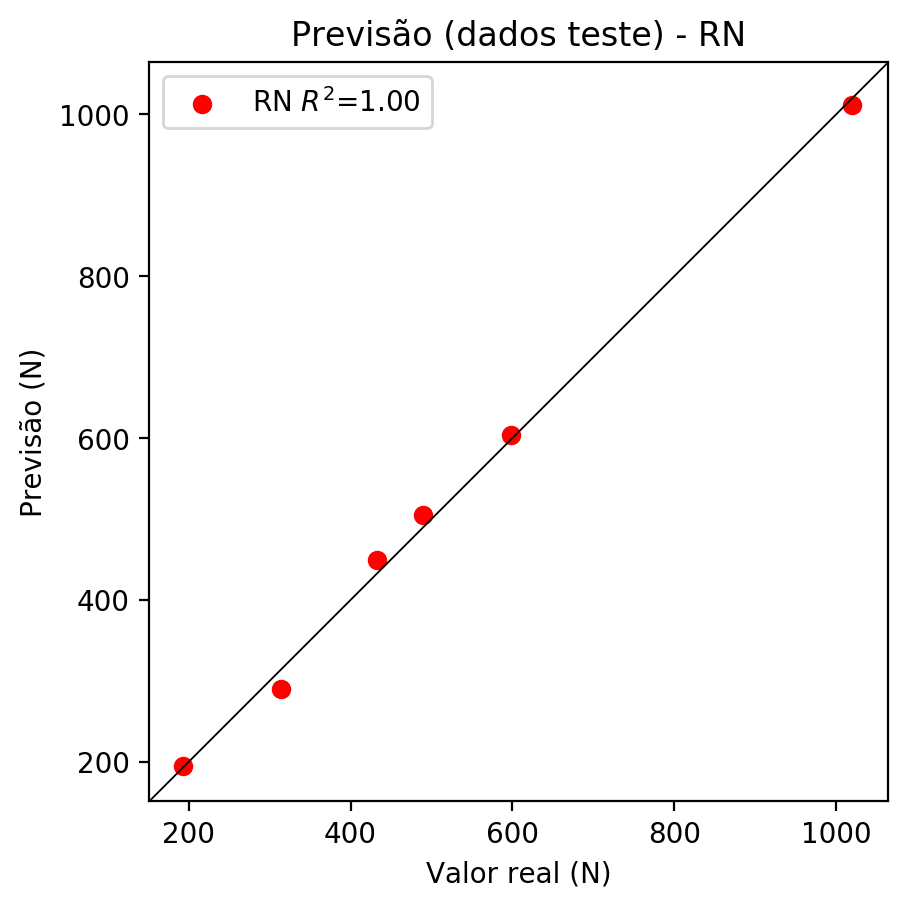 Previsão (dados teste) - RN
RN R²=1.00
1000
800
600
400
200
Previsão (N)
200 400 600 800 1000
Valor real (N)